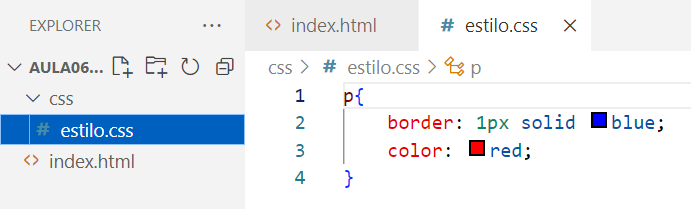 EXPLORER
AULA06...
css
# estilo.css
<> index.html
<> index.html
# estilo.css
css > # estilo.css > p
1 p{
2 border: 1px solid blue;
3 color: red;
4 }